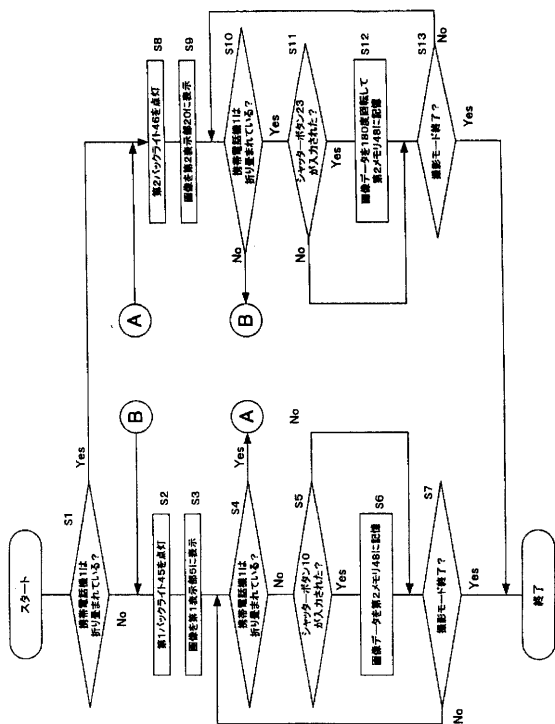 スタート
S1
携帯電話機1は
折り畳まれている?
Yes
No
B
S2
第1バックライト45を点灯
S3
画像を第1表示部5に表示
S4
携帯電話機1は
折り畳まれている?
Yes
A
No
S5
シャッターボタン10
が入力された?
No
Yes
S6
画像データを第2メモリ48に記憶
S7
撮影モード終了?
No
Yes
終了
A
S8
第2バックライト46を点灯
S9
画像を第2表示部20に表示
S10
携帯電話機1は
折り畳まれている?
No
B
Yes
S11
シャッターボタン23
が入力された?
No
Yes
S12
画像データを180度回転して
第2メモリ48に記憶
S13
撮影モード終了?
No
Yes